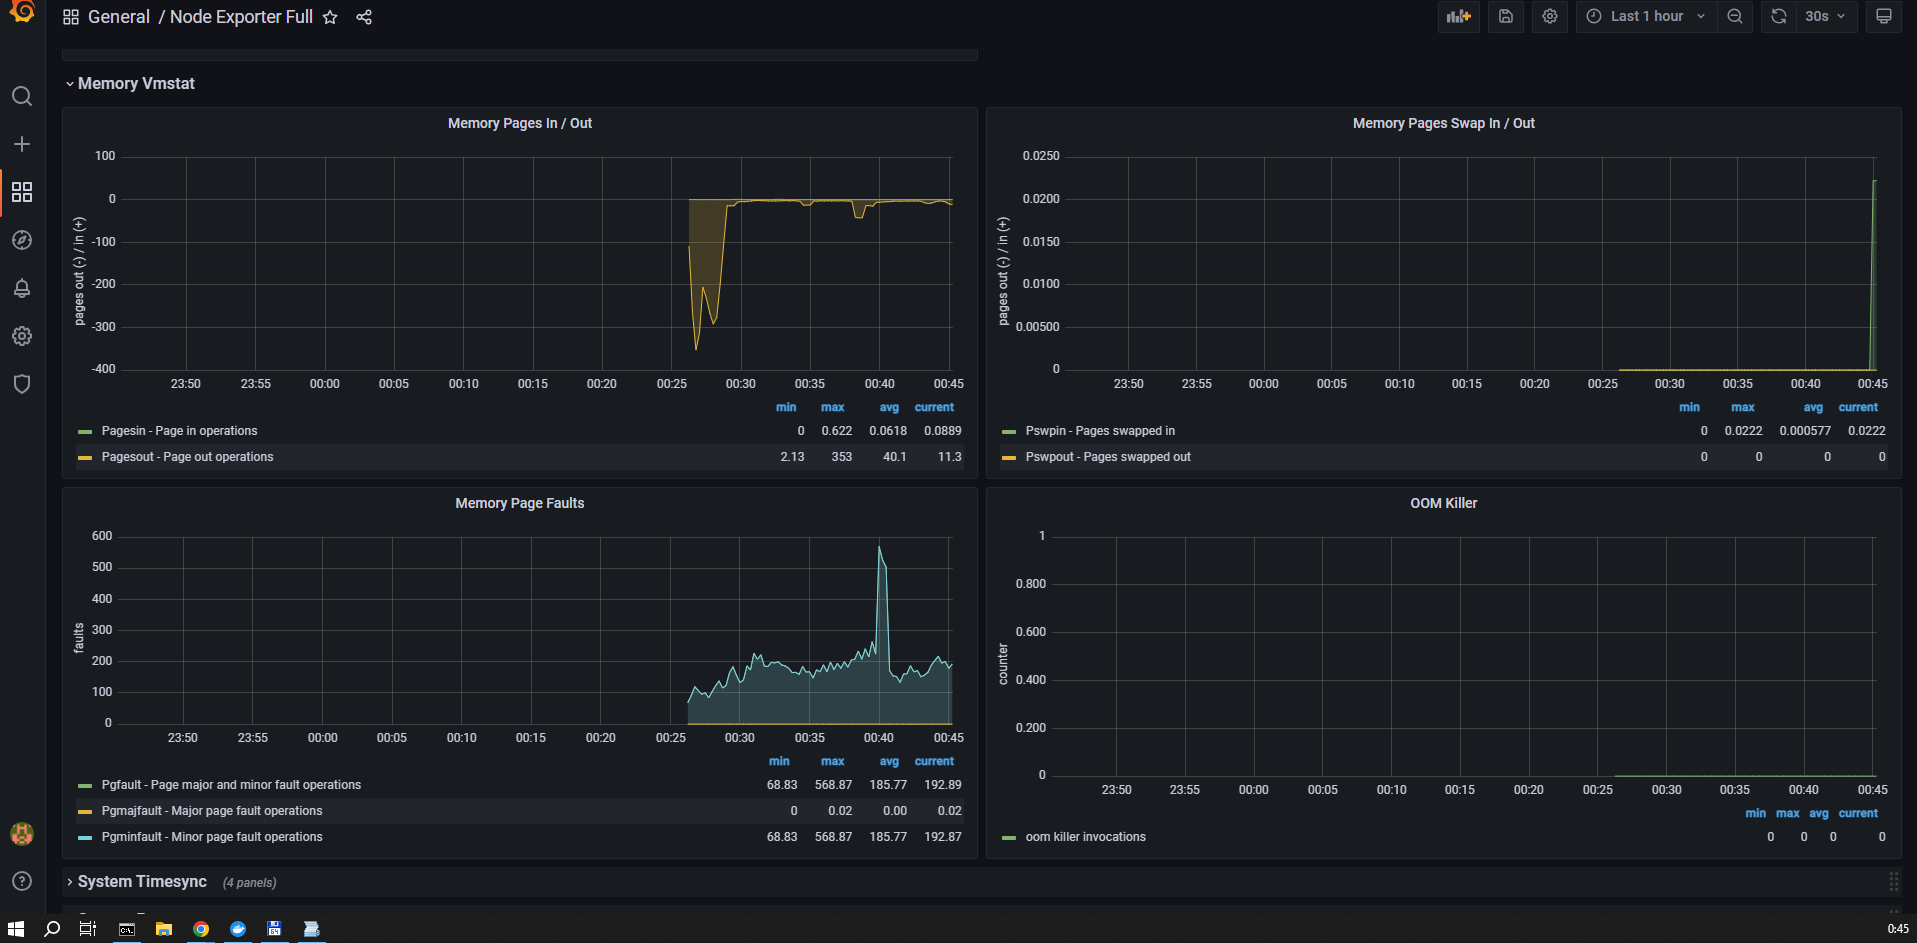 General / Node Exporter Full
Last 1 hour
30s
Memory Vmstat
Memory Pages In / Out
pages out (-) / in (+)
100
0
-100
-200
-300
-400
23:50 23:55 00:00 00:05 00:10 00:15 00:20 00:25 00:30 00:35 00:40 00:45
min max avg current
Pagesin - Page in operations 0 0.622 0.0618 0.0889
Pagesout - Page out operations 2.13 353 40.1 11.3
Memory Pages Swap In / Out
pages out (-) / in (+)
0.0250
0.0200
0.0150
0.0100
0.00500
0
23:50 23:55 00:00 00:05 00:10 00:15 00:20 00:25 00:30 00:35 00:40 00:45
min max avg current
Pswpin - Pages swapped in 0 0.0222 0.000577 0.0222
Pswpout - Pages swapped out 0 0 0 0
Memory Page Faults
faults
600
500
400
300
200
100
0
23:50 23:55 00:00 00:05 00:10 00:15 00:20 00:25 00:30 00:35 00:40 00:45
min max avg current
Pgfault - Page major and minor fault operations 68.83 568.87 185.77 192.89
Pgmajfault - Major page fault operations 0 0.02 0.00 0.02
Pgminfault - Minor page fault operations 68.83 568.87 185.77 192.87
OOM Killer
counter
1
0.800
0.600
0.400
0.200
0
23:50 23:55 00:00 00:05 00:10 00:15 00:20 00:25 00:30 00:35 00:40 00:45
min max avg current
oom killer invocations 0 0 0 0
System Timesync (4 panels)
0:45